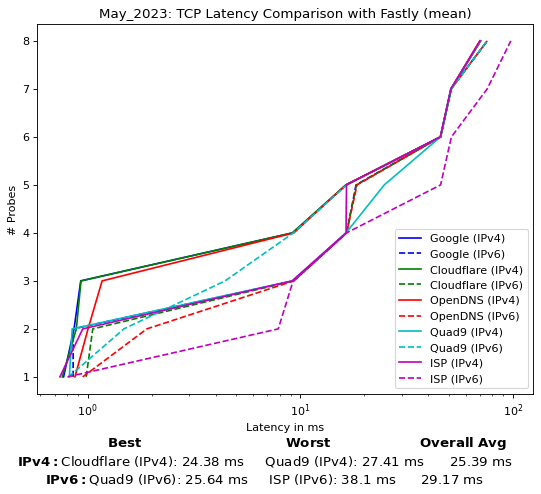 May_2023: TCP Latency Comparison with Fastly (mean)
8
7
6
5
4
3
2
1
# Probes
Google (IPv4)
Google (IPv6)
Cloudflare (IPv4)
Cloudflare (IPv6)
OpenDNS (IPv4)
OpenDNS (IPv6)
Quad9 (IPv4)
Quad9 (IPv6)
ISP (IPv4)
ISP (IPv6)
10⁰ 10¹ 10²
Latency in ms
Best Worst Overall Avg
IPv4: Cloudflare (IPv4): 24.38 ms Quad9 (IPv4): 27.41 ms 25.39 ms
IPv6: Quad9 (IPv6): 25.64 ms ISP (IPv6): 38.1 ms 29.17 ms